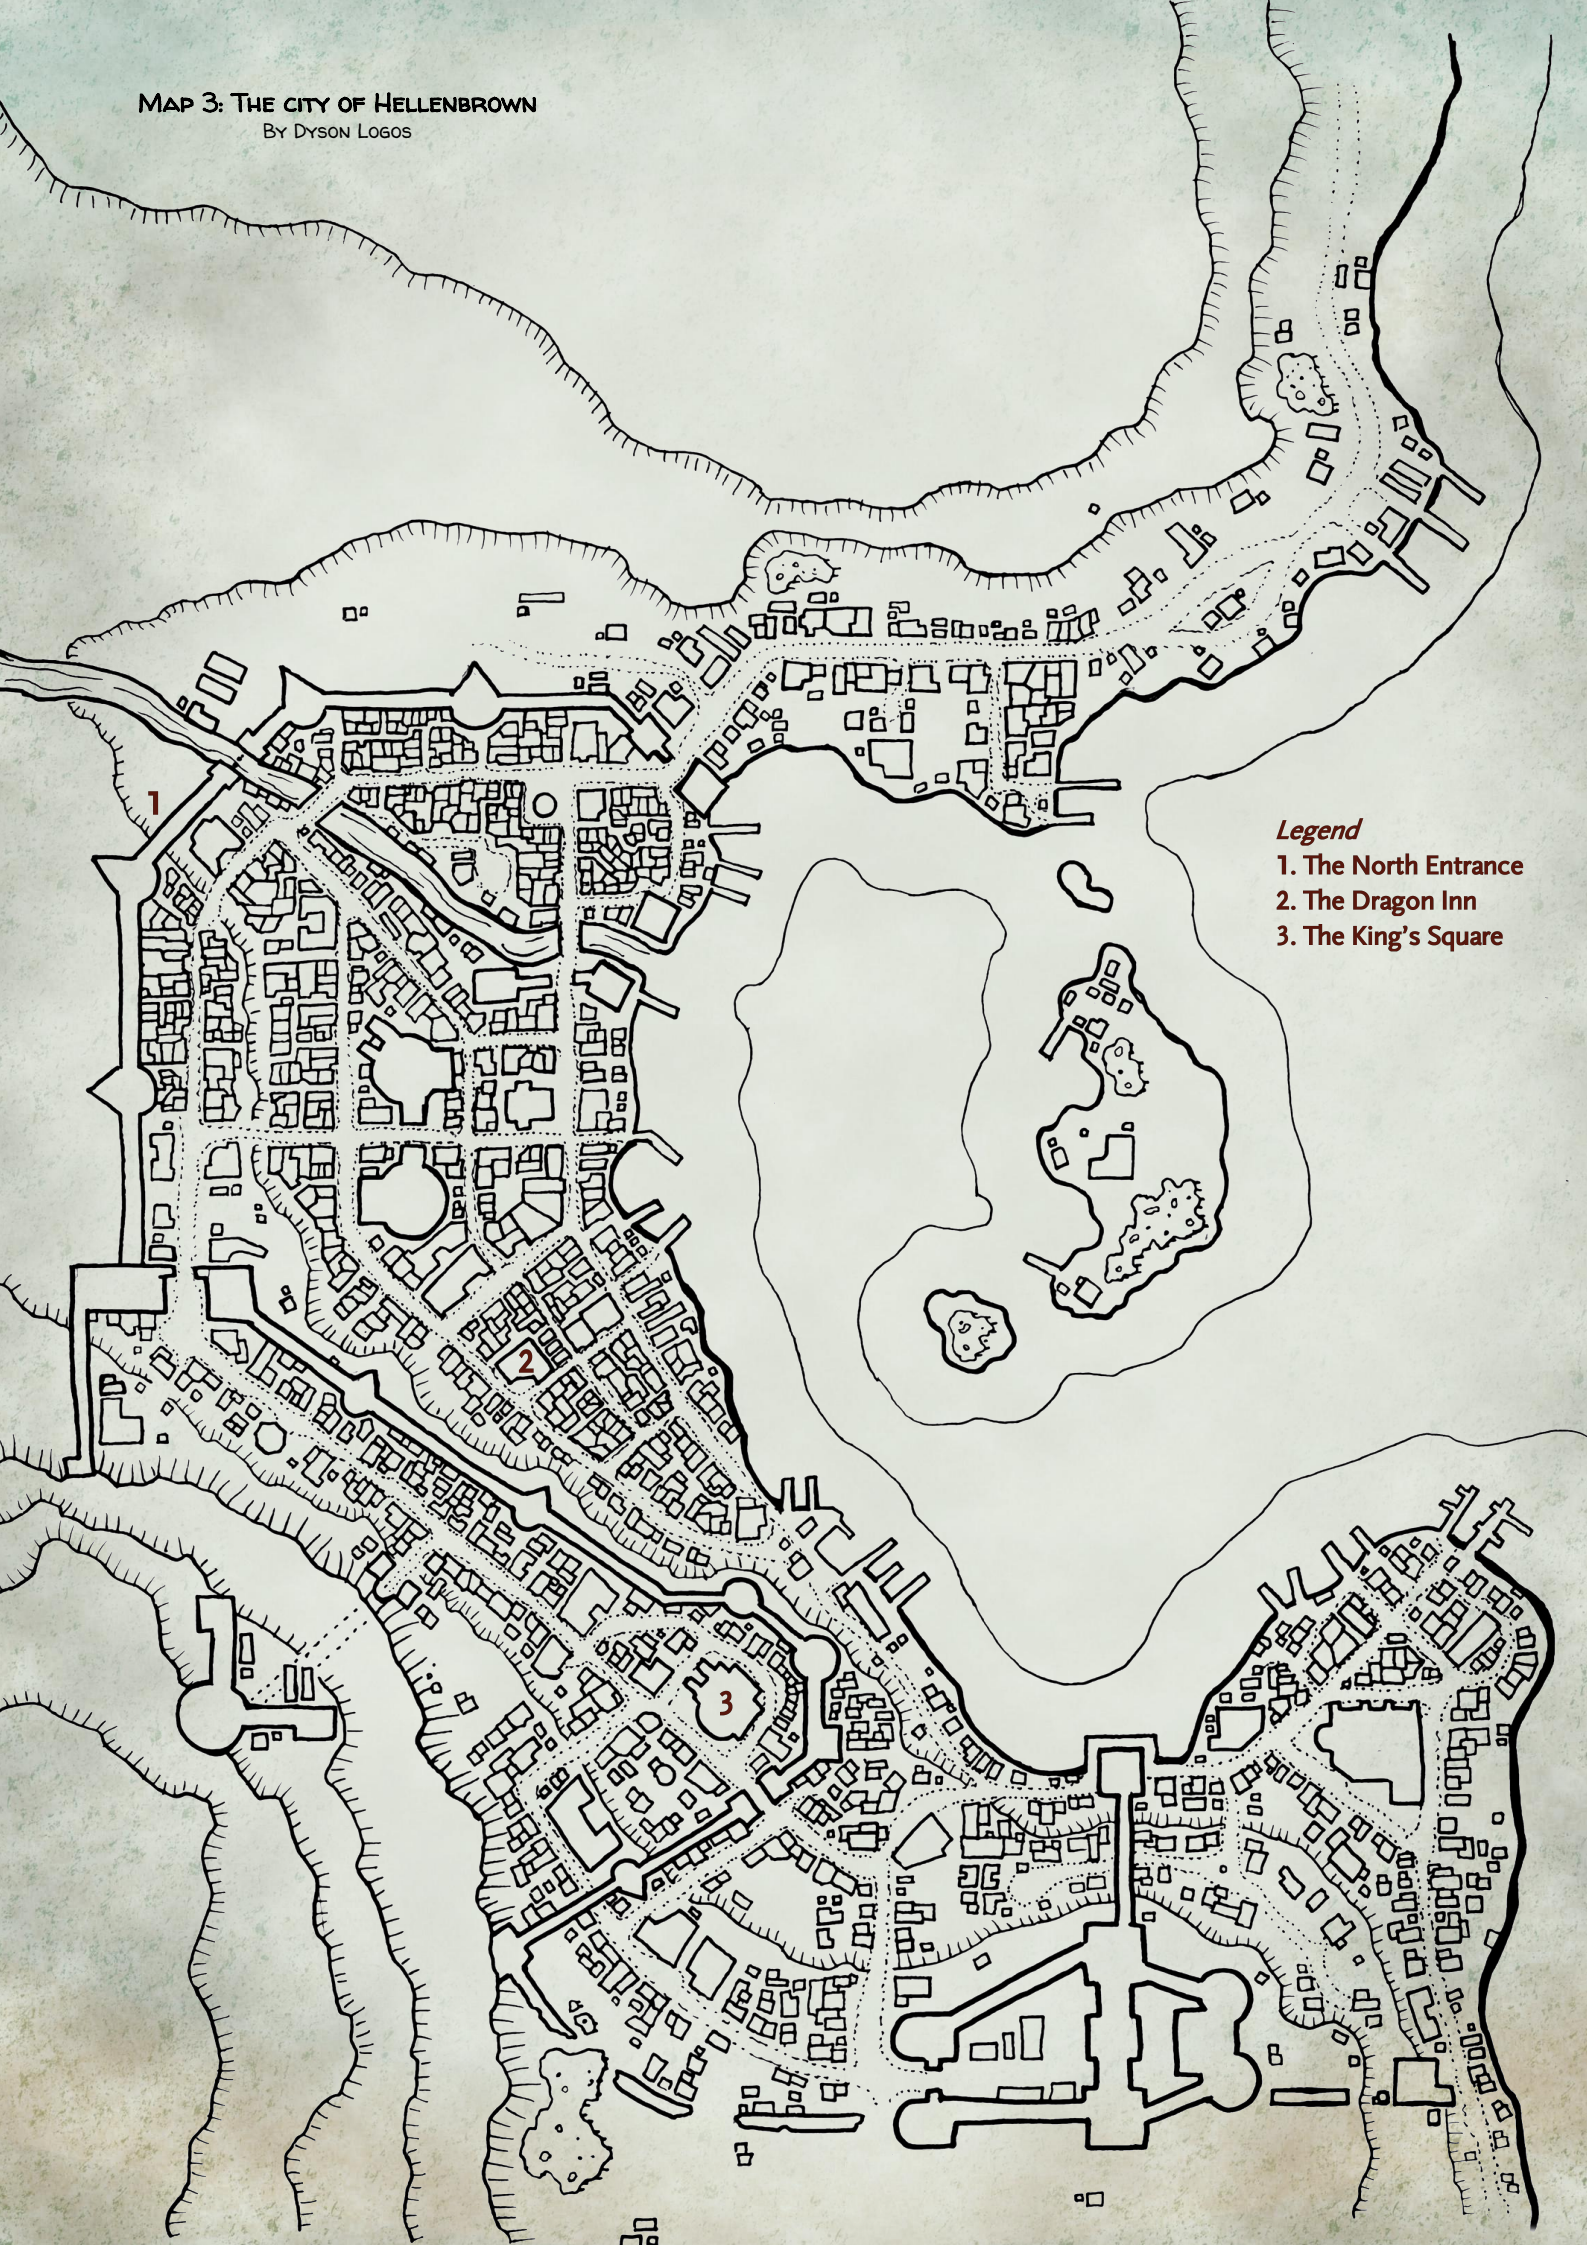 Map 3: The city of Hellenbrown
By Dyson Logos
1
Legend
1. The North Entrance
2. The Dragon Inn
3. The King's Square
2
3